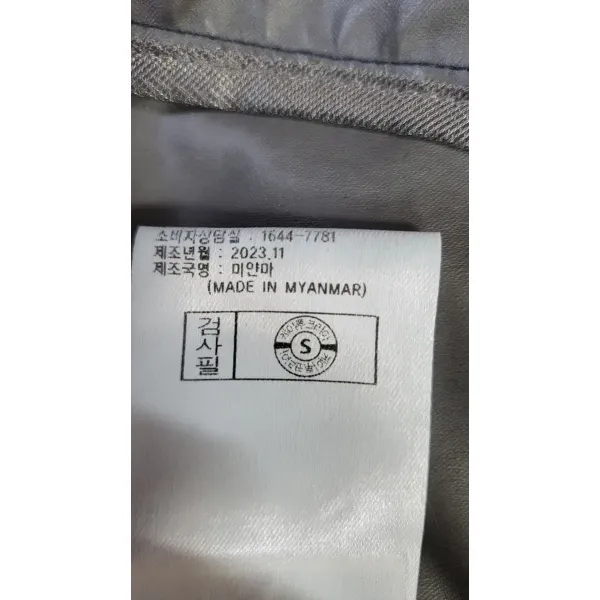 소비자상담실 : 1644-7781
제조년월 : 2023.11
제조국명 : 미얀마
(MADE IN MYANMAR)
검사필
S